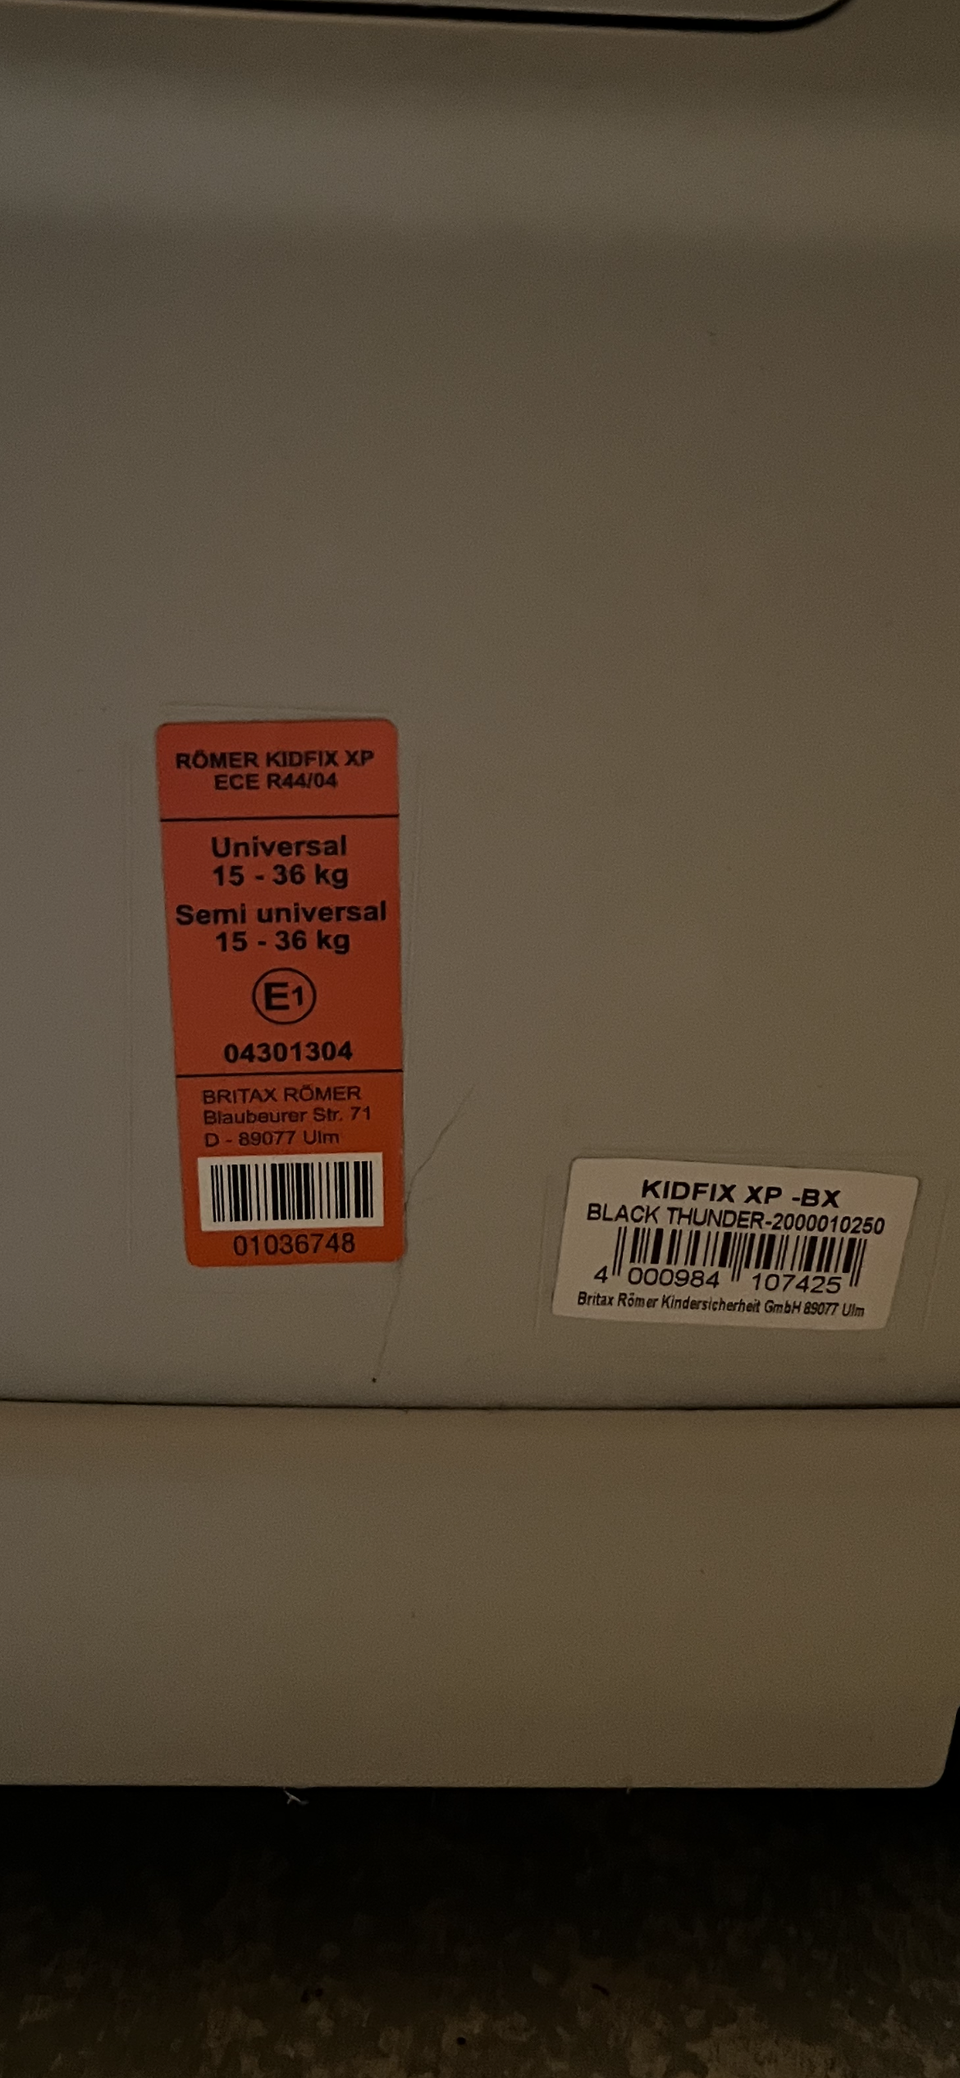 RÖMER KIDFIX XP
ECE R44/04
Universal
15 - 36 kg
Semi universal
15 - 36 kg
E1
04301304
BRITAX RÖMER
Blaubeurer Str. 71
D - 89077 Ulm
01036748
KIDFIX XP -BX
BLACK THUNDER-2000010250
4 000984 107425
Britax Römer Kindersicherheit GmbH 89077 Ulm